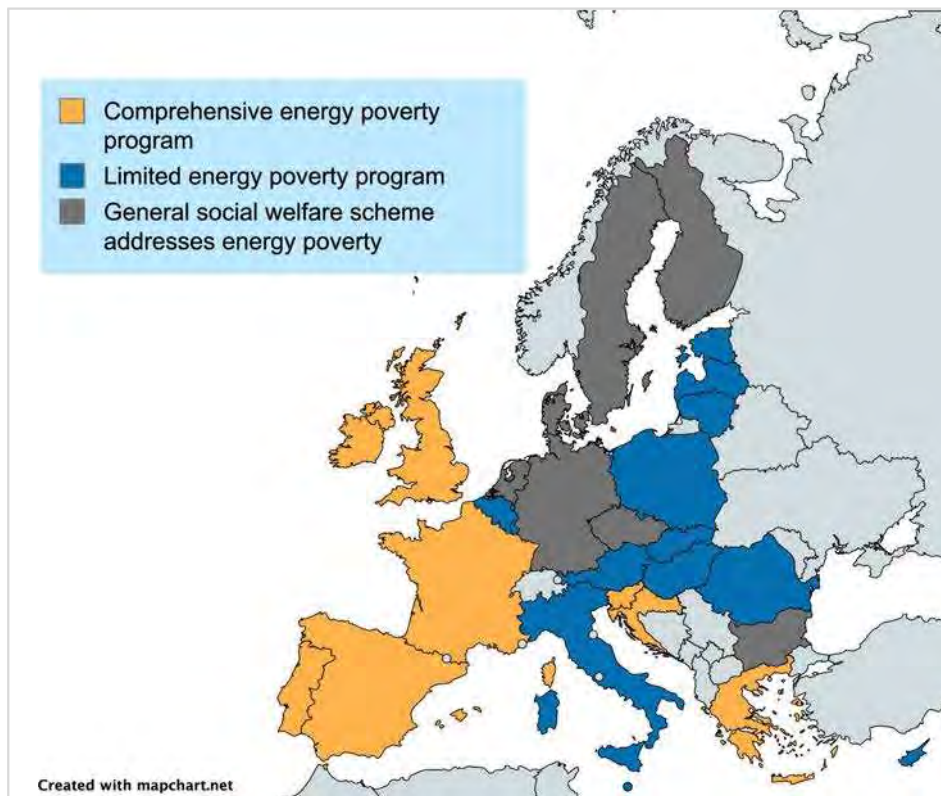 Comprehensive energy poverty
program
Limited energy poverty program
General social welfare scheme
addresses energy poverty
Created with mapchart.net